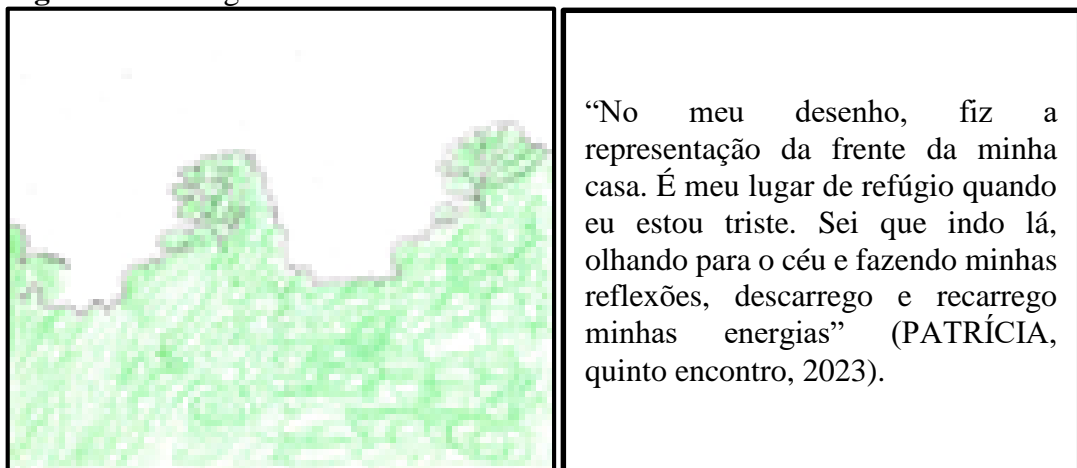 “No meu desenho, fiz a
representação da frente da minha
casa. É meu lugar de refúgio quando
eu estou triste. Sei que indo lá,
olhando para o céu e fazendo minhas
reflexões, descarrego e recarrego
minhas energias” (PATRÍCIA,
quinto encontro, 2023).